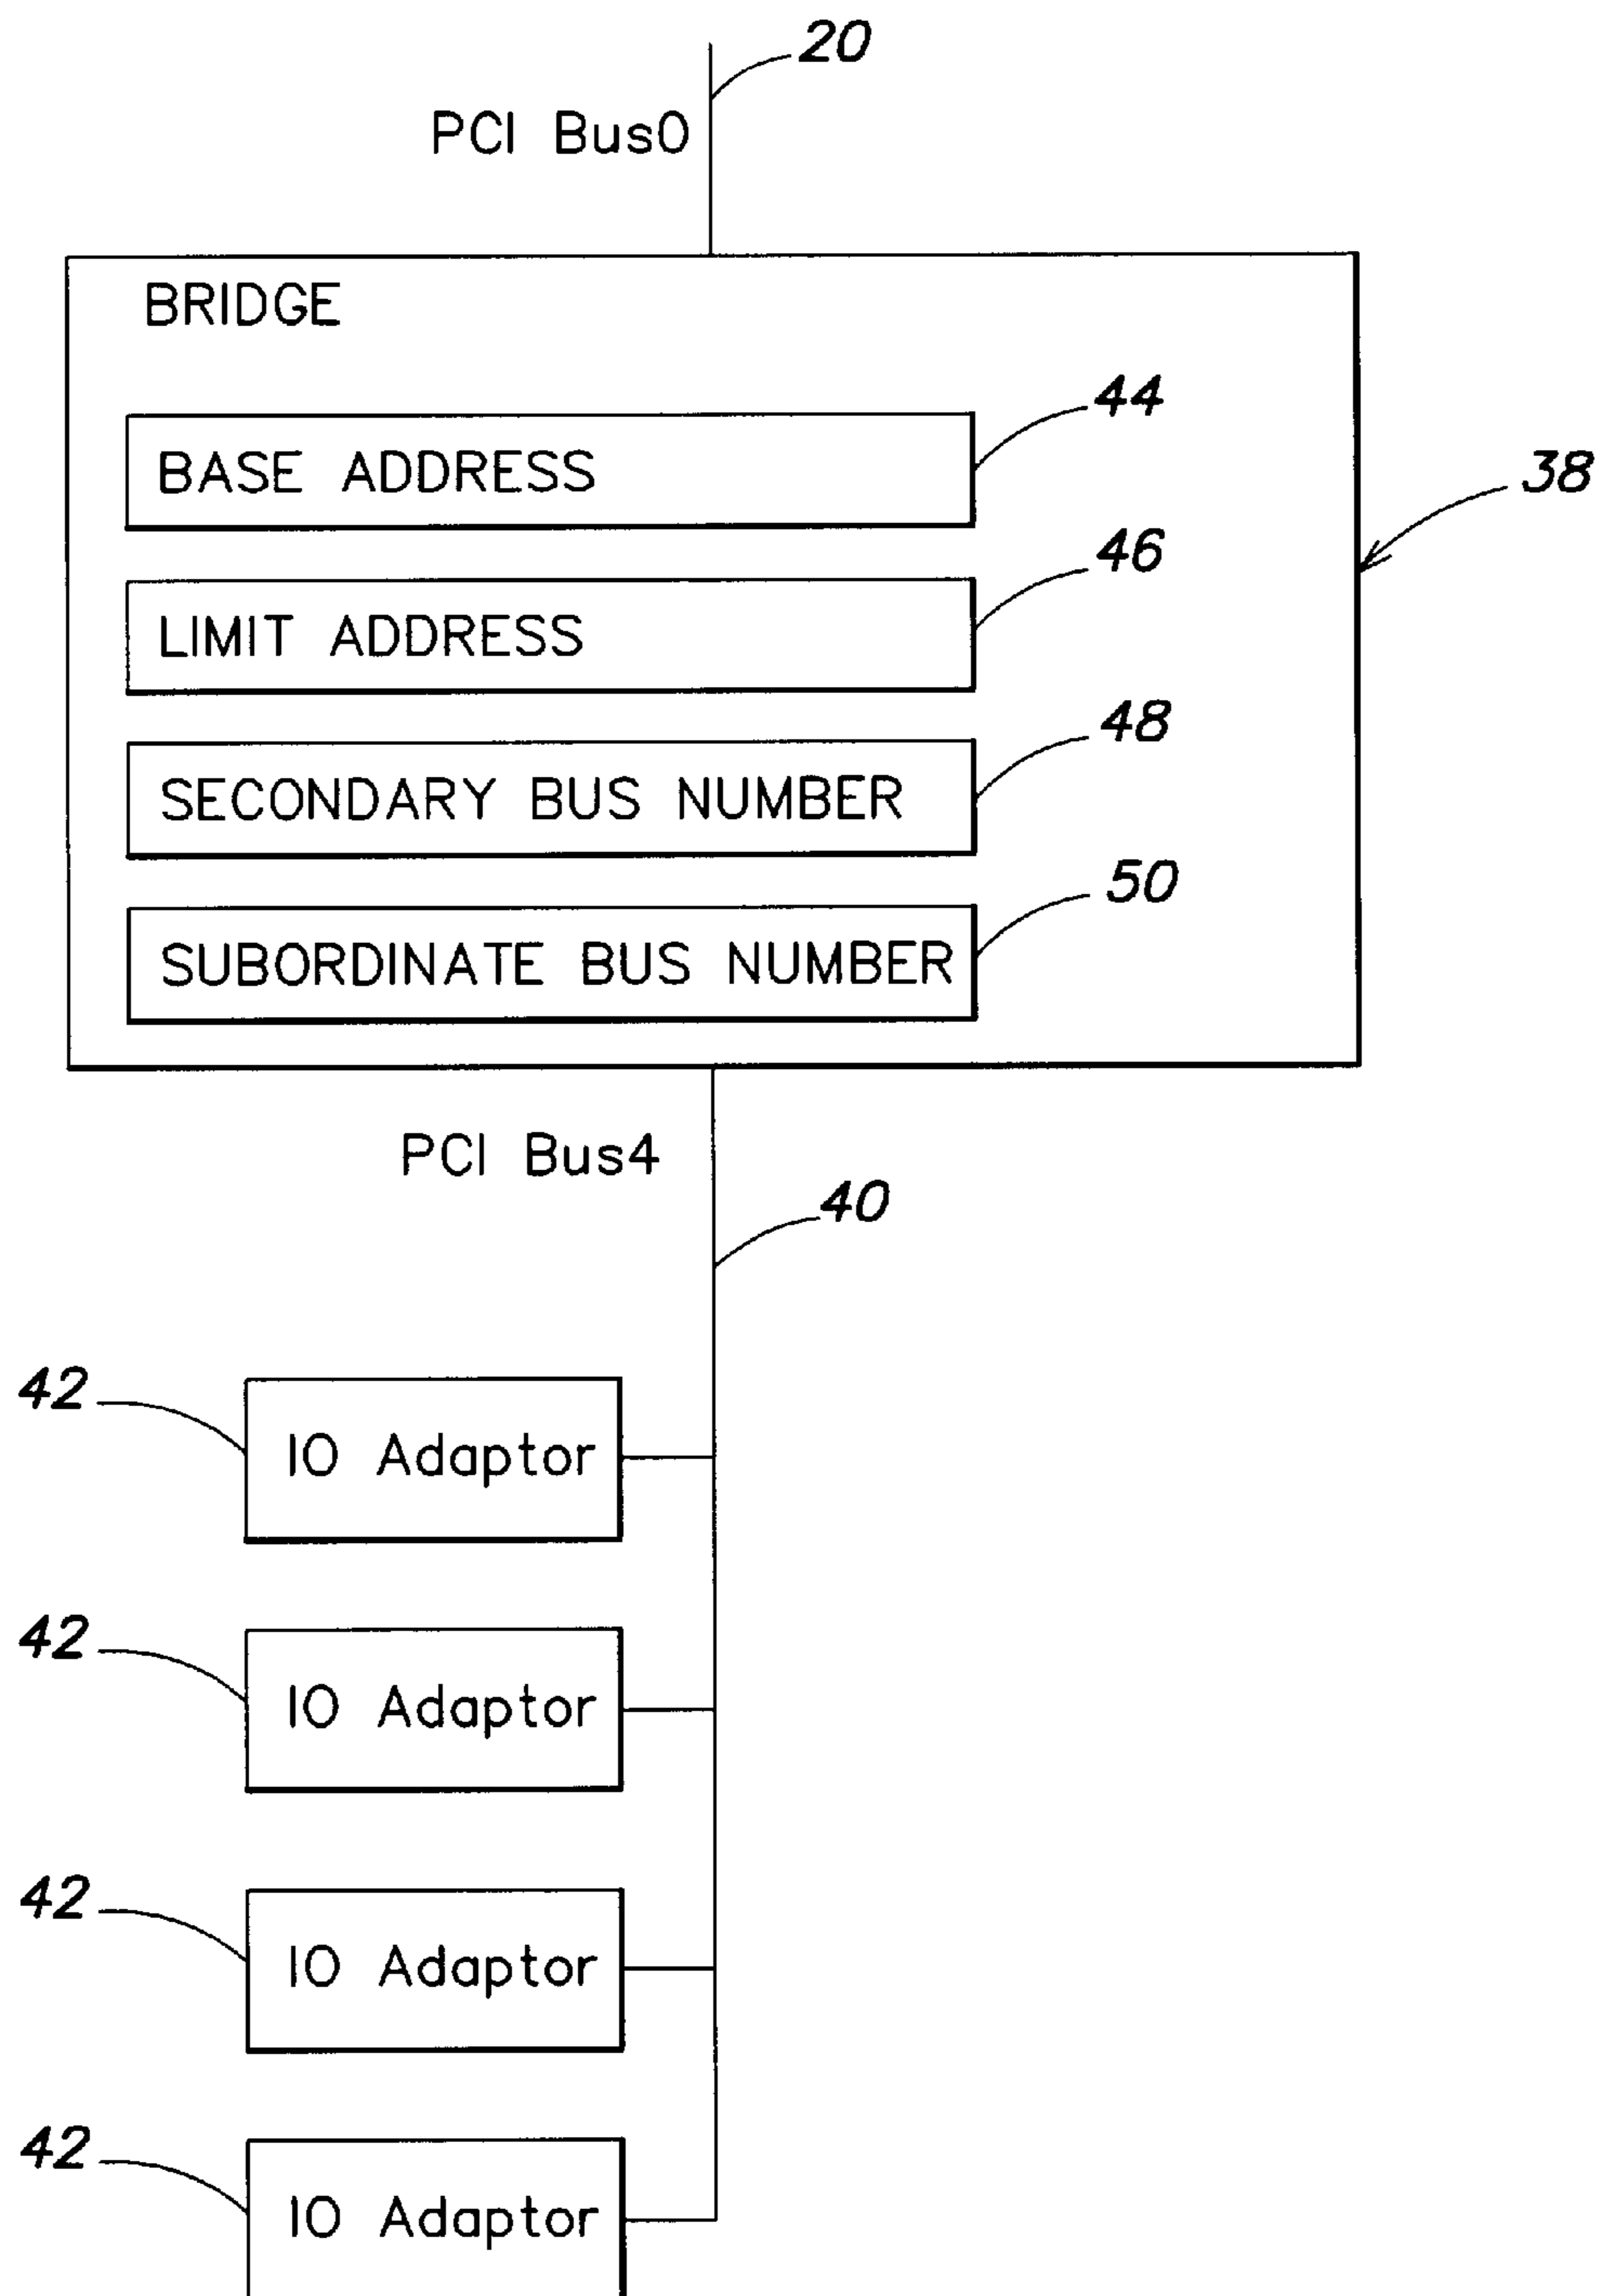 20
PCI Bus0
BRIDGE
44
BASE ADDRESS
38
46
LIMIT ADDRESS
48
SECONDARY BUS NUMBER
50
SUBORDINATE BUS NUMBER
PCI Bus4
40
42
IO Adaptor
42
IO Adaptor
42
IO Adaptor
42
IO Adaptor